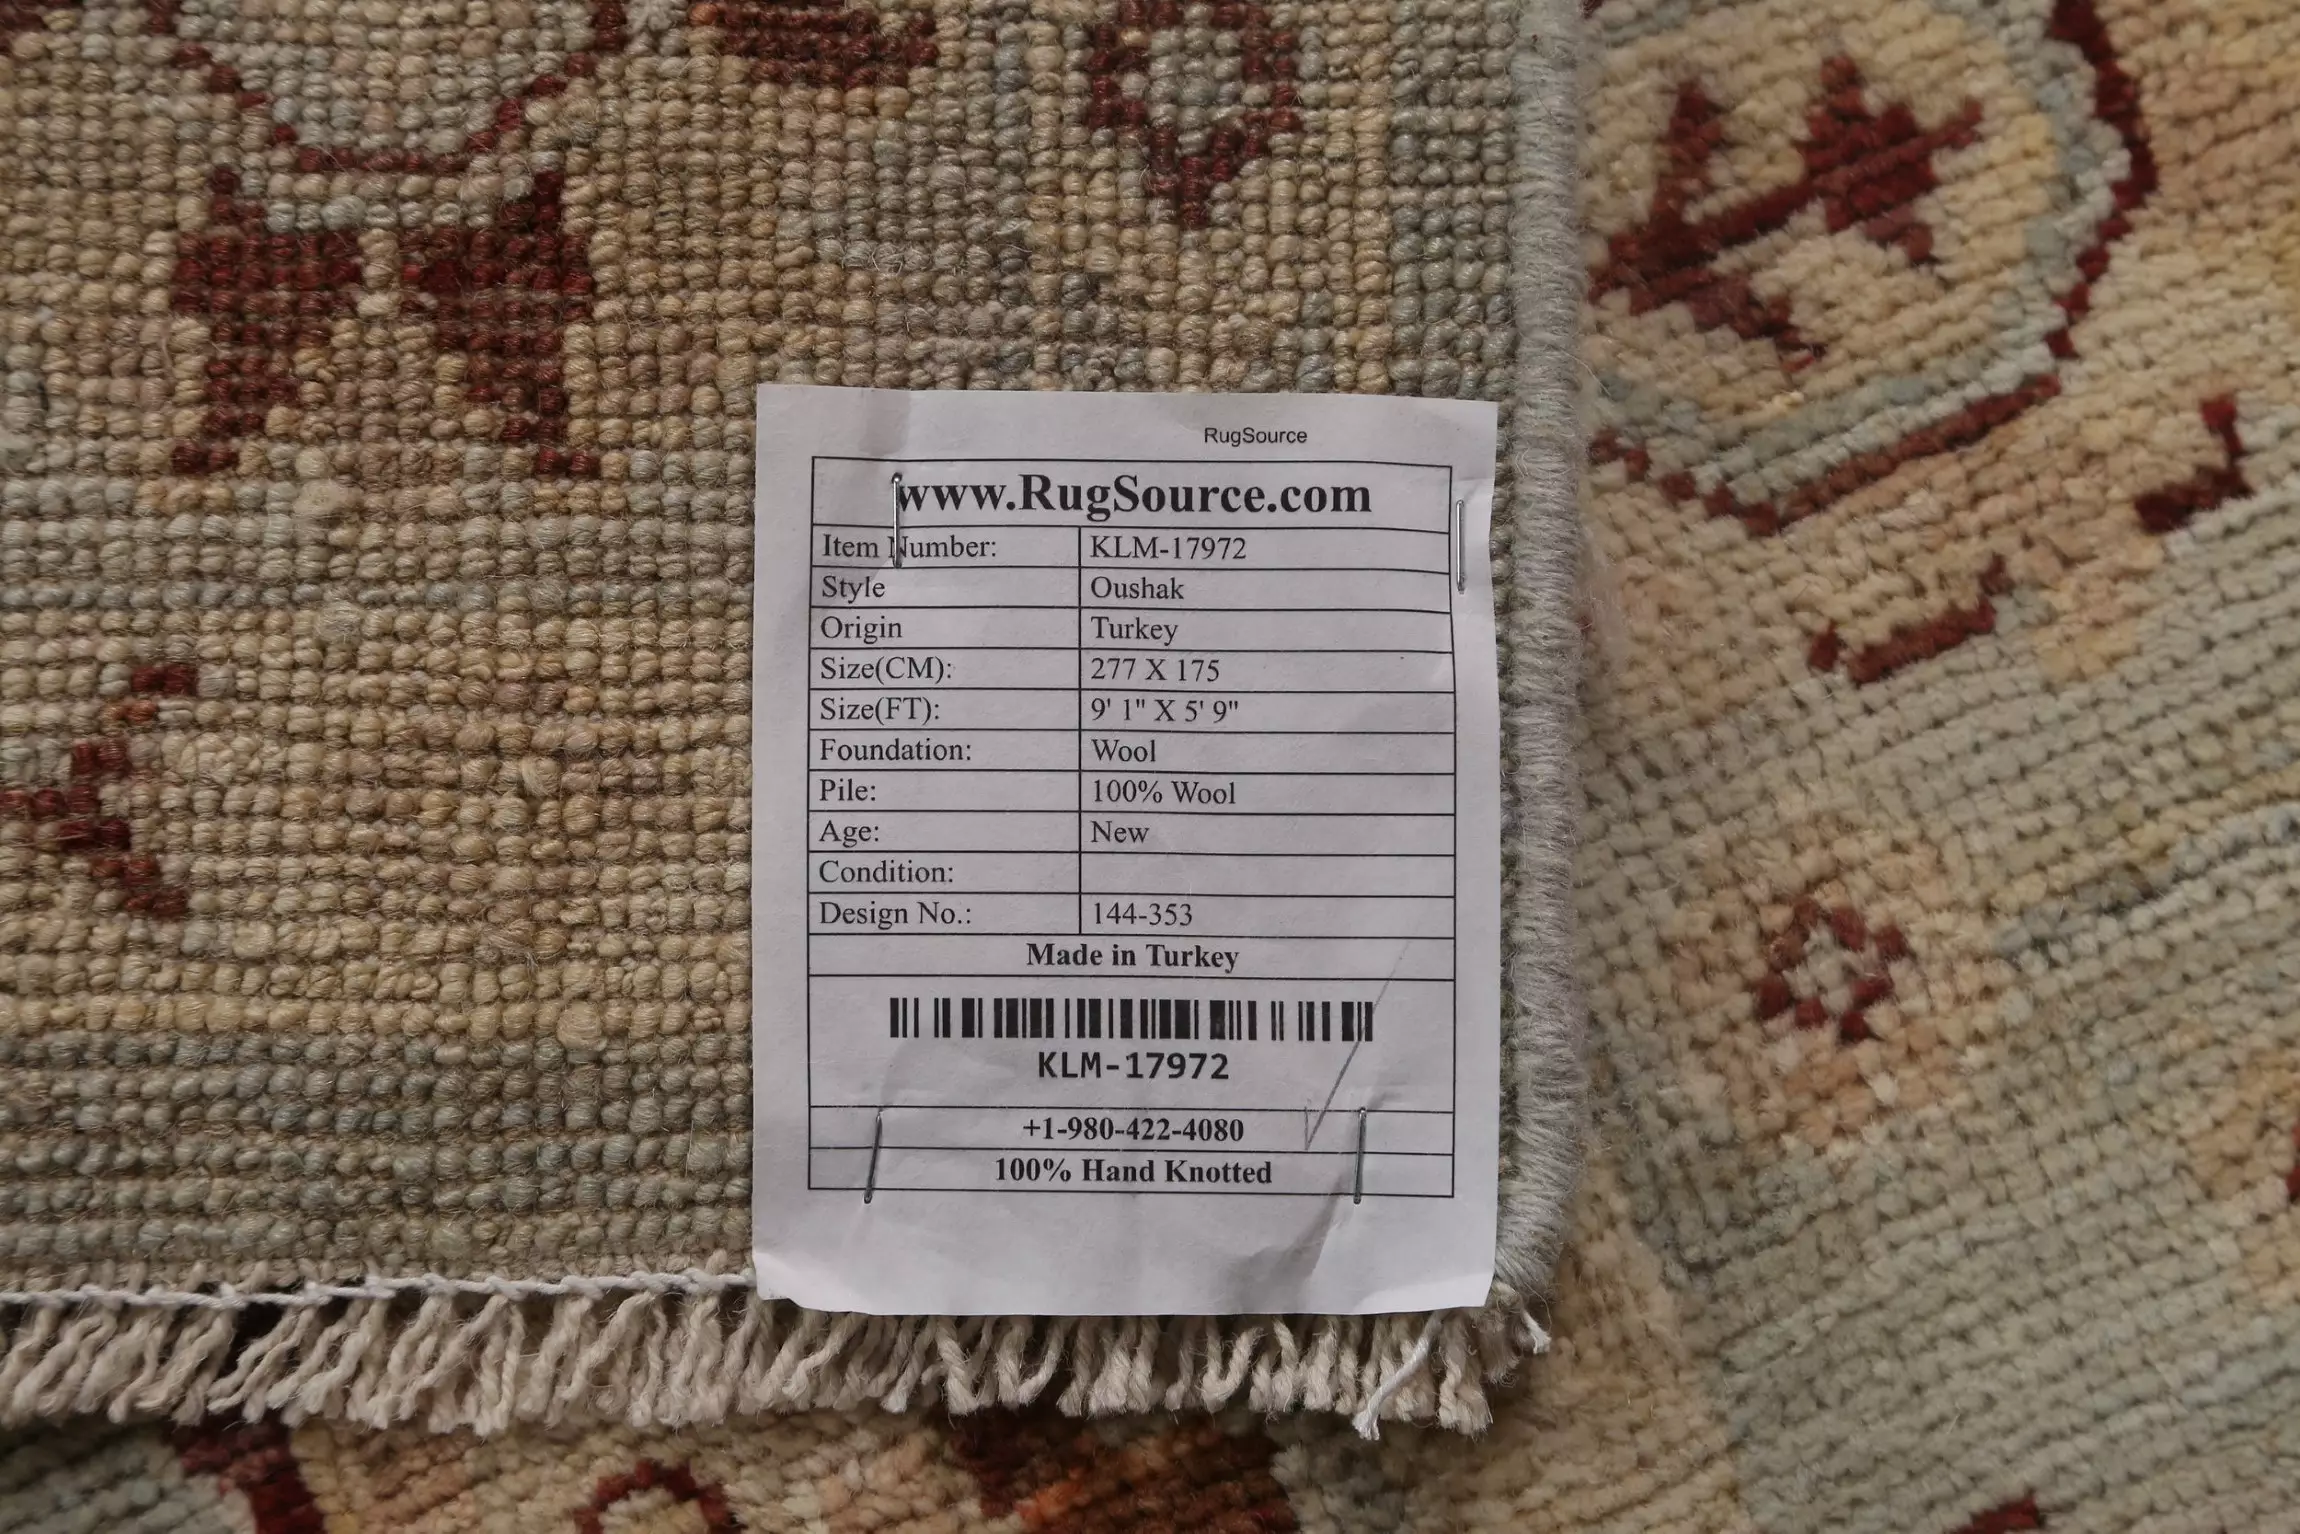 RugSource
www.RugSource.com
Item Number: KLM-17972
Style Oushak
Origin Turkey
Size(CM): 277 X 175
Size(FT): 9' 1" X 5' 9"
Foundation: Wool
Pile: 100% Wool
Age: New
Condition:
Design No.: 144-353
Made in Turkey
KLM-17972
+1-980-422-4080
100% Hand Knotted